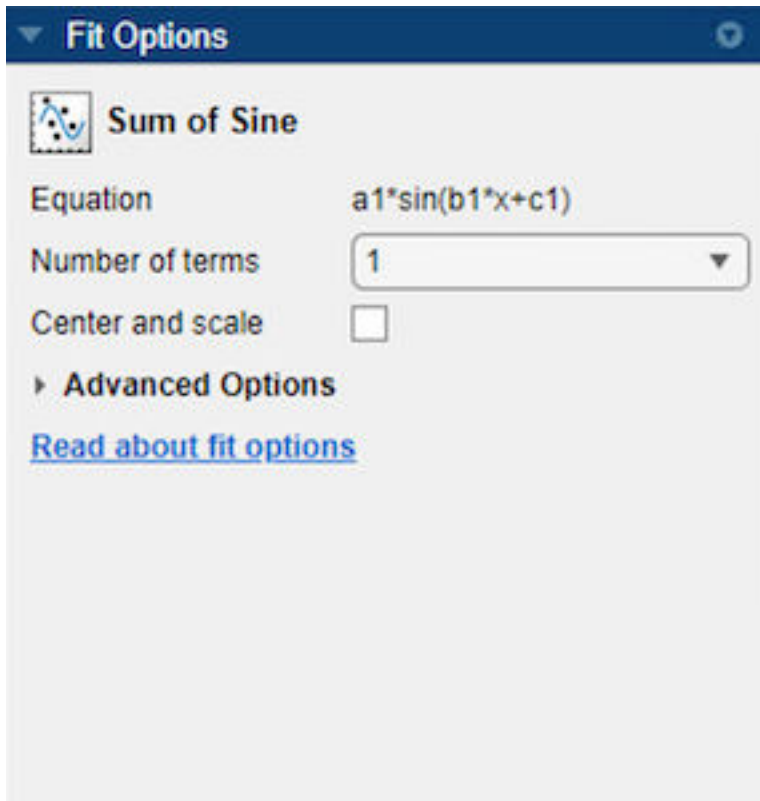 Fit Options
Sum of Sine
Equation a1*sin(b1*x+c1)
Number of terms 1
Center and scale
Advanced Options
Read about fit options